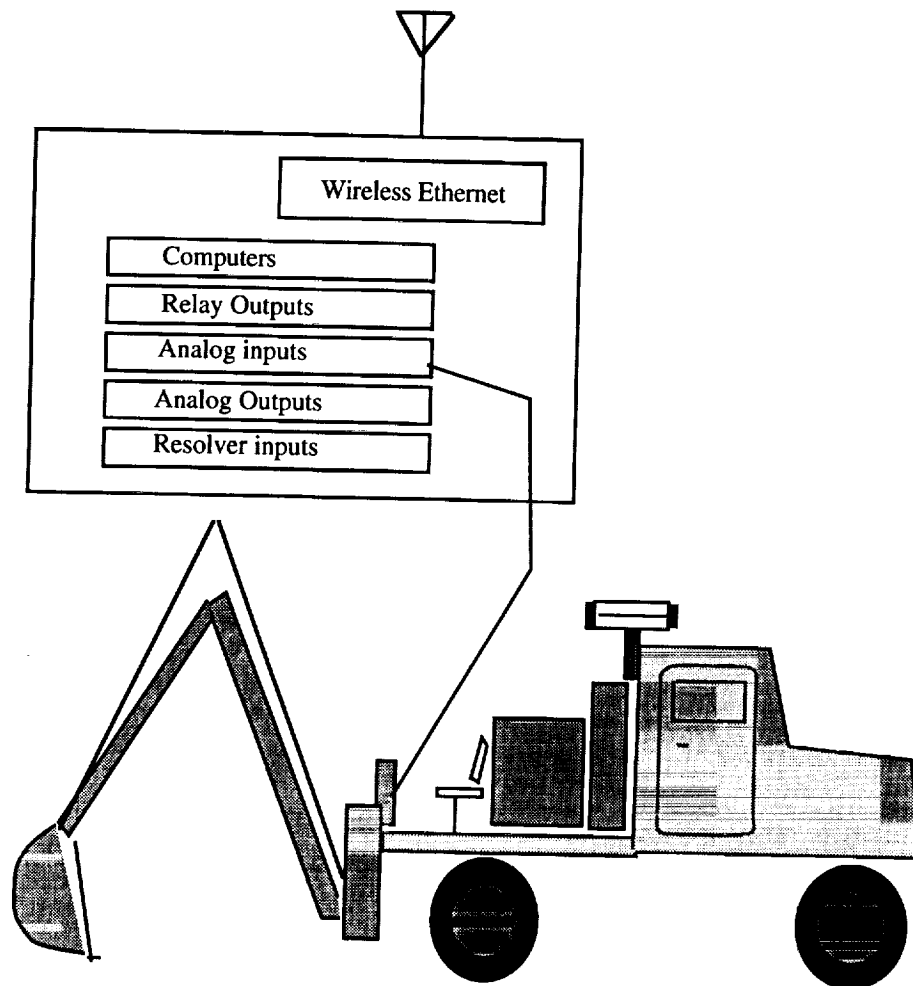 Wireless Ethernet
Computers
Relay Outputs
Analog inputs
Analog Outputs
Resolver inputs